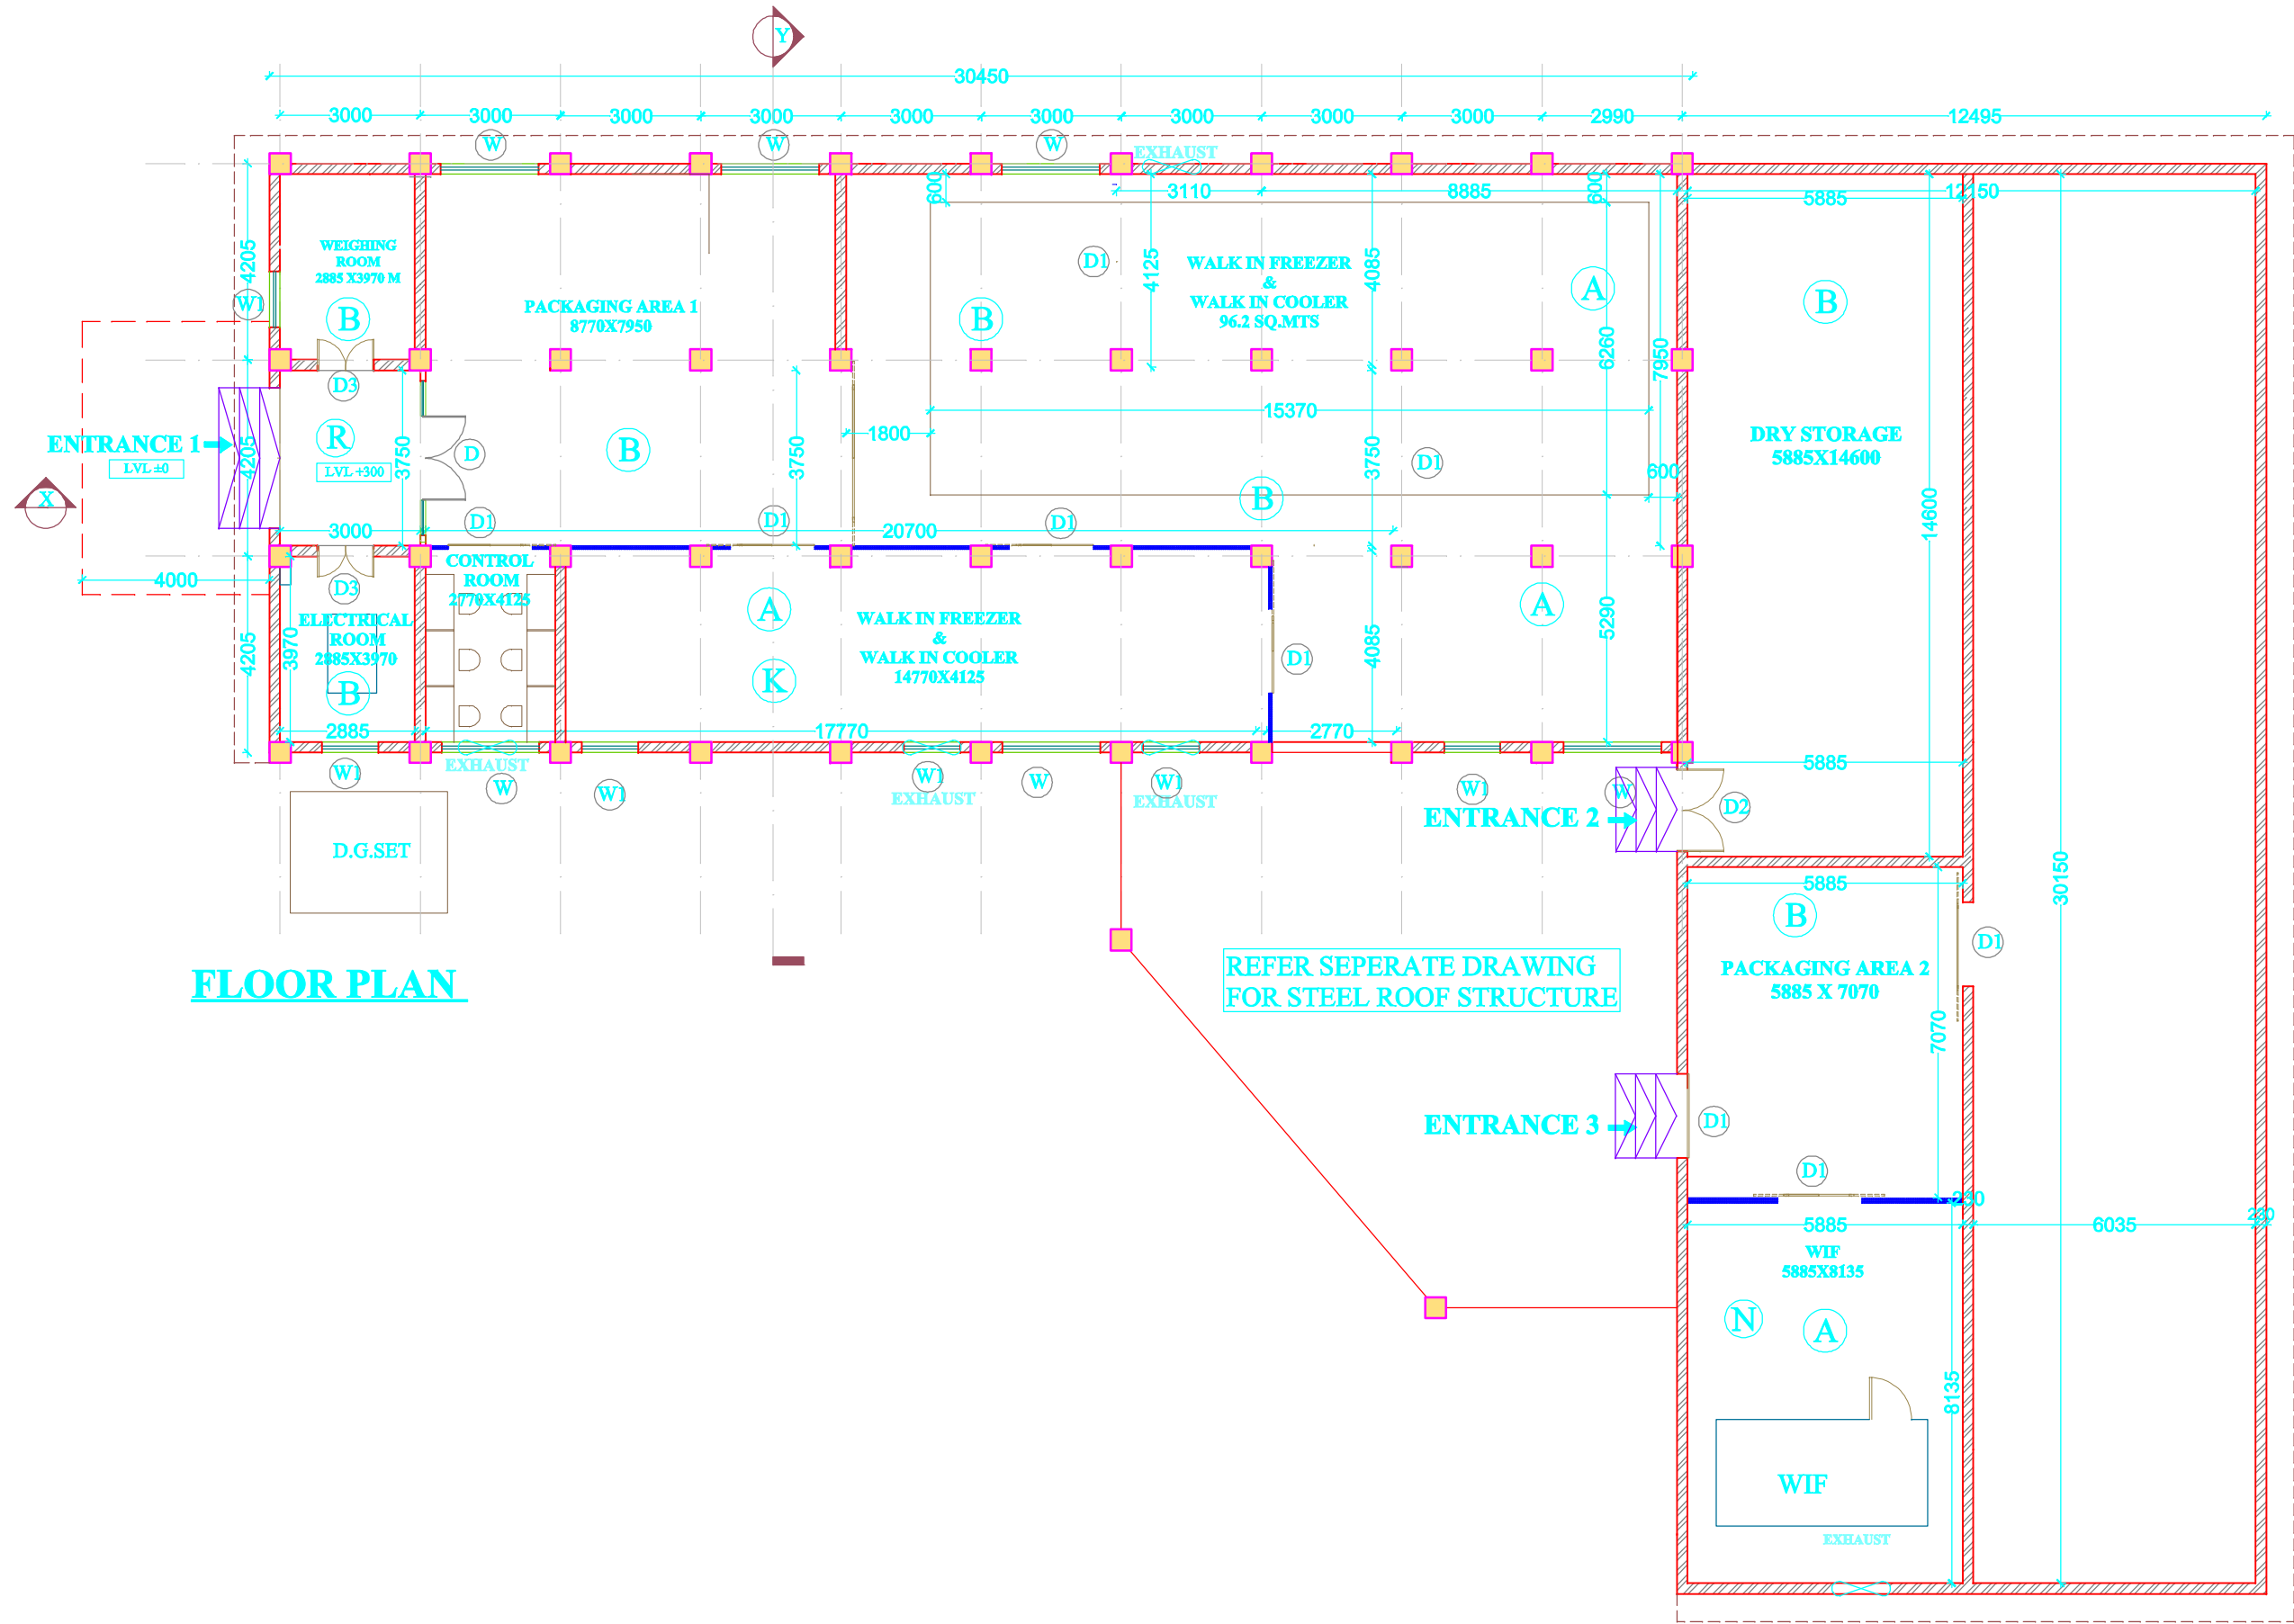 Y
30450
3000 3000 3000 3000 3000 3000 3000 3000 3000 2990 12495
W W W
EXHAUST
600 3110 8885 600 5885 12150
WEIGHING
ROOM
2885 X3970 M
4205
W1
B
PACKAGING AREA 1
8770X7950
B
D1
4125
WALK IN FREEZER
&
WALK IN COOLER
96.2 SQ.MTS
4085
A
6260
7950
B
D3
ENTRANCE 1
LVL ±0
X
4205
R
LVL +300
3750
D
B
3750
1800
15370
3750
D1
B
600
DRY STORAGE
5885X14600
14600
3000
D1
D1
20700
D1
4000
D3
CONTROL
ROOM
2770X4125
ELECTRICAL
ROOM
2885X3970
4205
3970
B
2885
A
K
WALK IN FREEZER
&
WALK IN COOLER
14770X4125
17770
D1
4085
2770
A
5290
W1
EXHAUST
W
W1
W1
EXHAUST
W
W1
EXHAUST
W1
W
5885
ENTRANCE 2
D2
D.G.SET
FLOOR PLAN
REFER SEPERATE DRAWING
FOR STEEL ROOF STRUCTURE
5885
B
30150
D1
PACKAGING AREA 2
5885 X 7070
7070
ENTRANCE 3
D1
D1
230
230
5885
6035
WIF
5885X8135
N
A
8135
WIF
EXHAUST